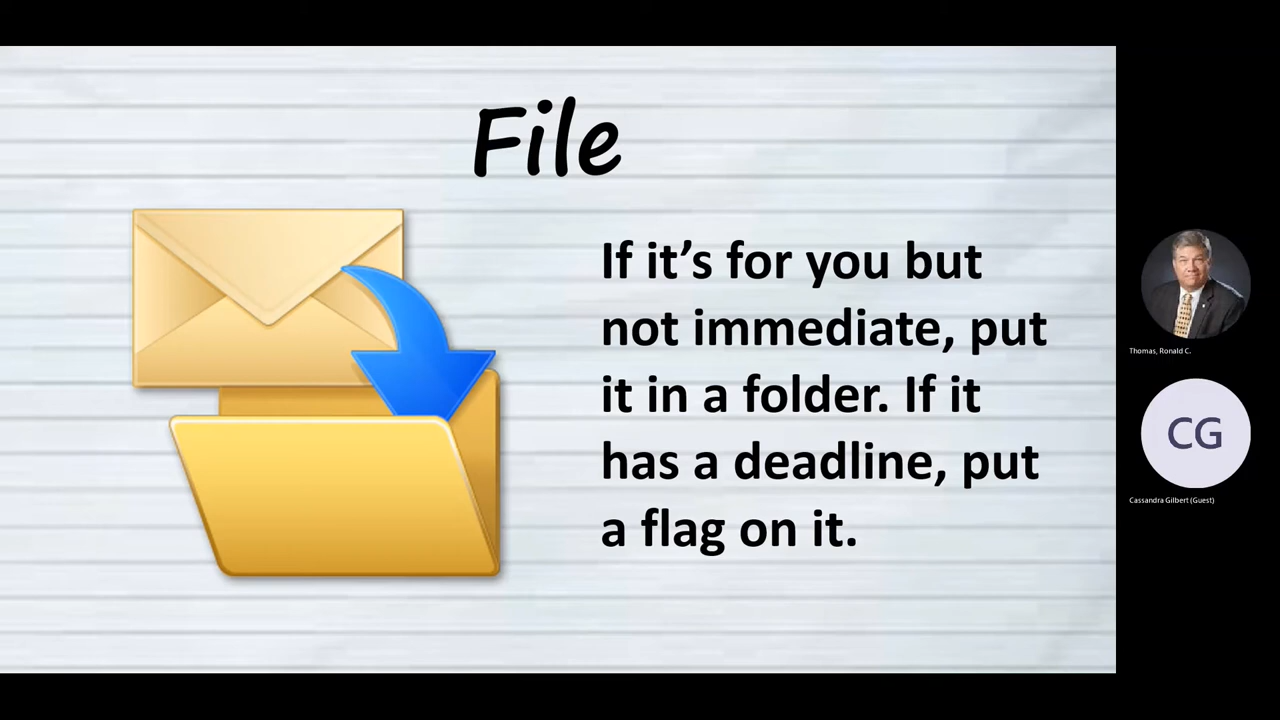 File
If it’s for you but
not immediate, put
it in a folder. If it
has a deadline, put
a flag on it.
Thomas, Ronald C.
CG
Cassandra Gilbert (Guest)